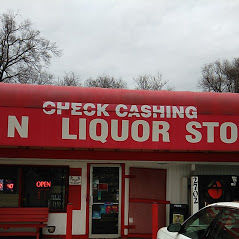 CHECK CASHING
N LIQUOR STO
OPEN